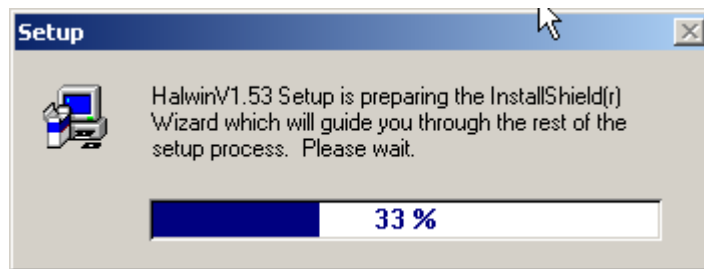 Setup
HalwinV1.53 Setup is preparing the InstallShield(r)
Wizard which will guide you through the rest of the
setup process.  Please wait.
33 %